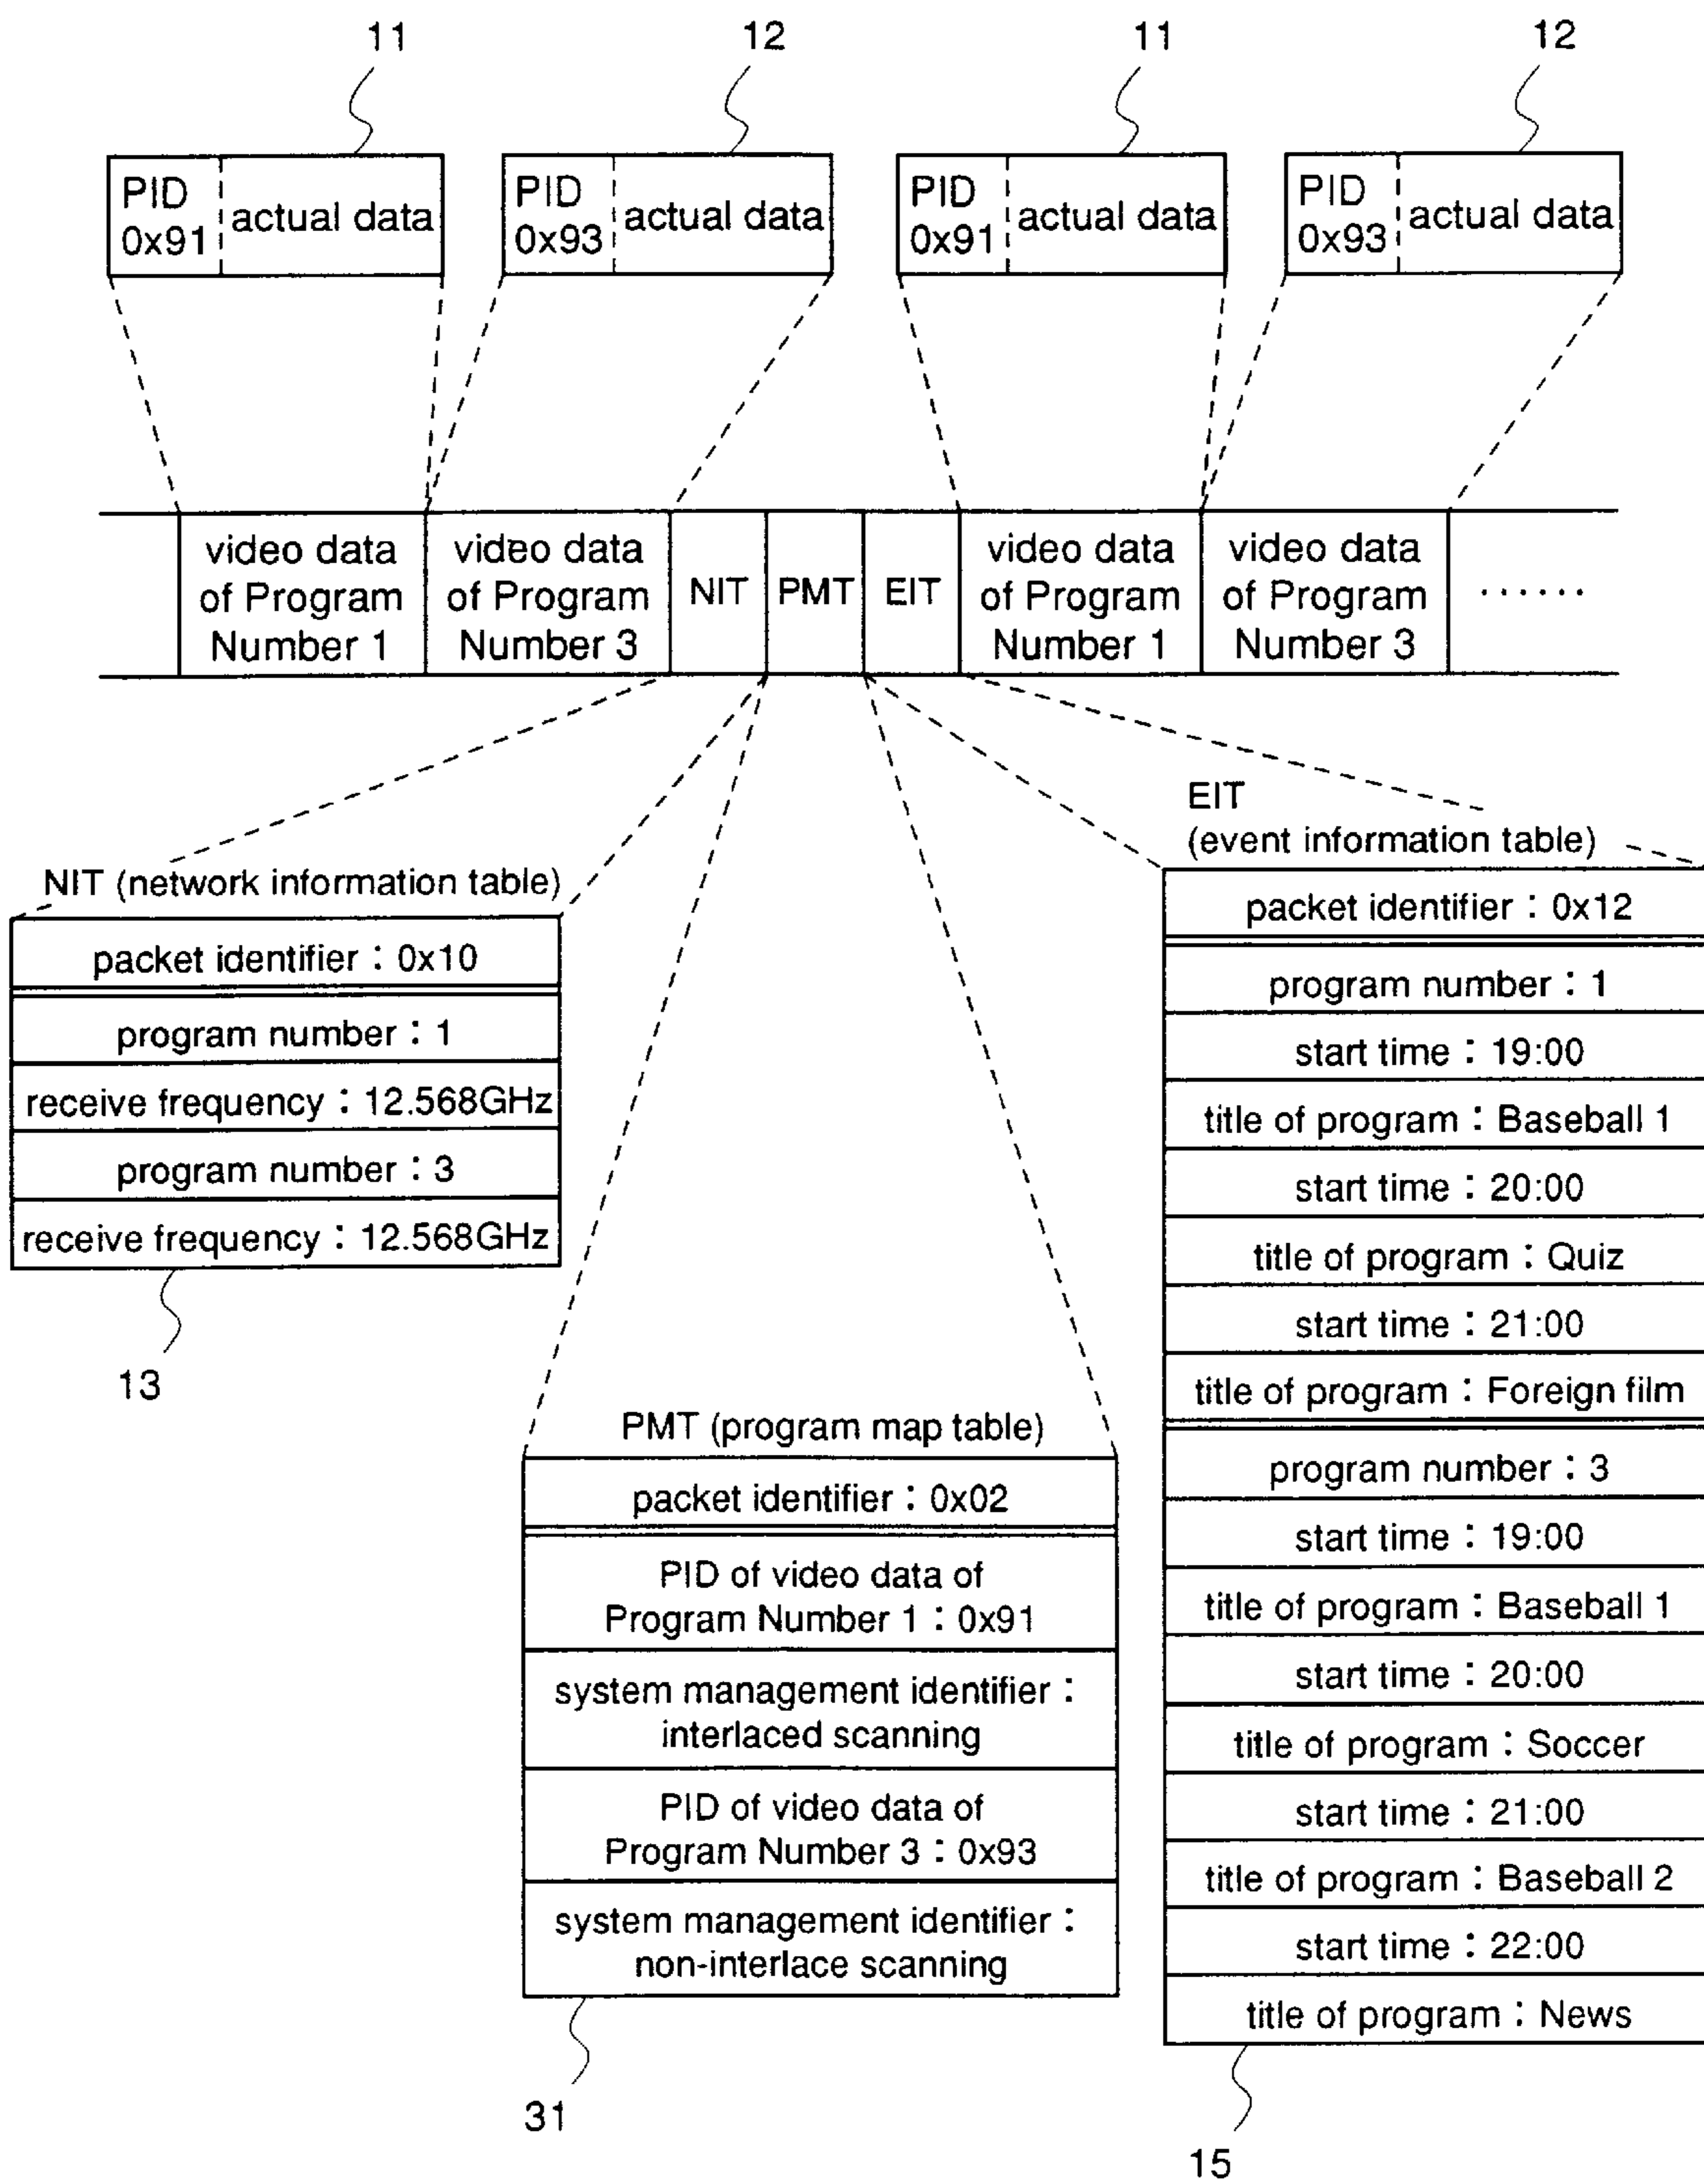 11
12
11
12
PID
0x91
actual data
PID
0x93
actual data
PID
0x91
actual data
PID
0x93
actual data
video data
of Program
Number 1
video data
of Program
Number 3
NIT
PMT
EIT
video data
of Program
Number 1
video data
of Program
Number 3
......
NIT (network information table)
packet identifier : 0x10
program number : 1
receive frequency : 12.568GHz
program number : 3
receive frequency : 12.568GHz
13
PMT (program map table)
packet identifier : 0x02
PID of video data of
Program Number 1 : 0x91
system management identifier :
interlaced scanning
PID of video data of
Program Number 3 : 0x93
system management identifier :
non-interlace scanning
31
EIT
(event information table)
packet identifier : 0x12
program number : 1
start time : 19:00
title of program : Baseball 1
start time : 20:00
title of program : Quiz
start time : 21:00
title of program : Foreign film
program number : 3
start time : 19:00
title of program : Baseball 1
start time : 20:00
title of program : Soccer
start time : 21:00
title of program : Baseball 2
start time : 22:00
title of program : News
15